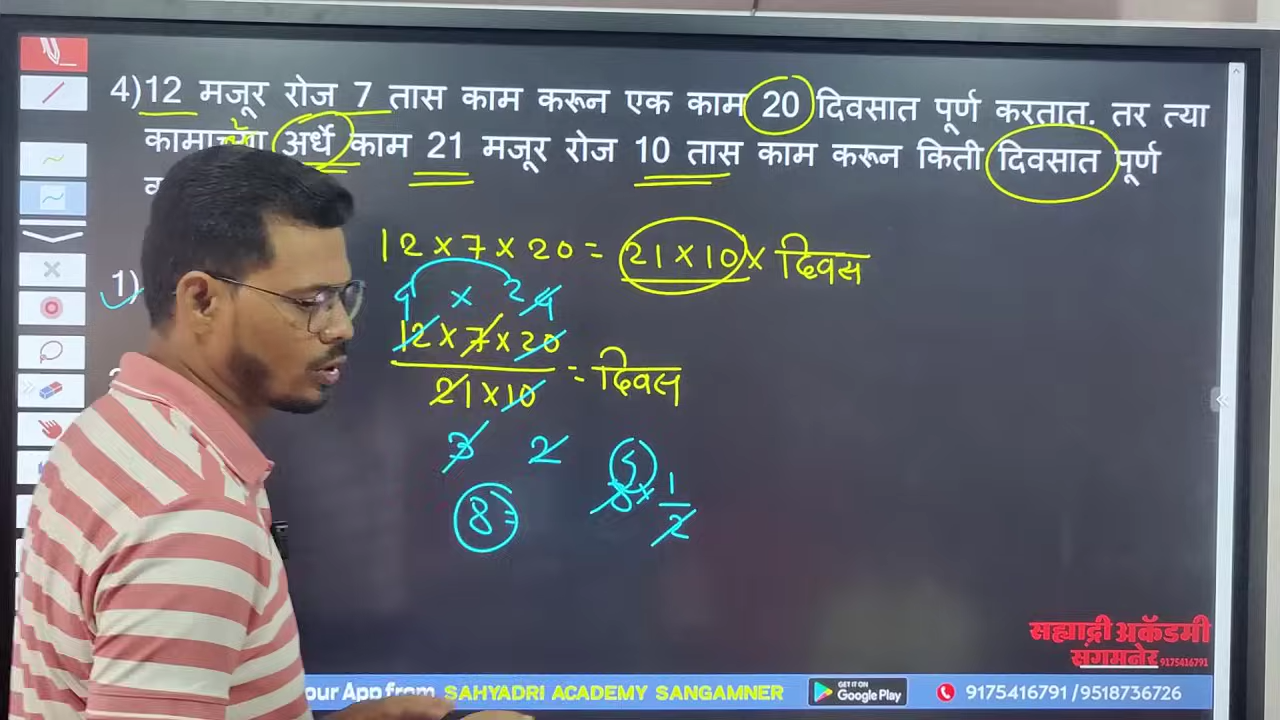 4)12 मजूर रोज 7 तास काम करून एक काम 20 दिवसात पूर्ण करतात. तर त्या
अर्धे काम 21 मजूर रोज 10 तास काम करून किती दिवसात पूर्ण
12 x 7 x 20 = 21 x 10 x दिवस
1)
4 x 2 4
12 x 7 x 20
= दिवस
21 x 10
3 2
8 =
8 x 1
2
सह्याद्री अकॅडमी
संगमनेर 9175416791
our App from SAHYADRI ACADEMY SANGAMNER GET IT ON Google Play 9175416791 /9518736726